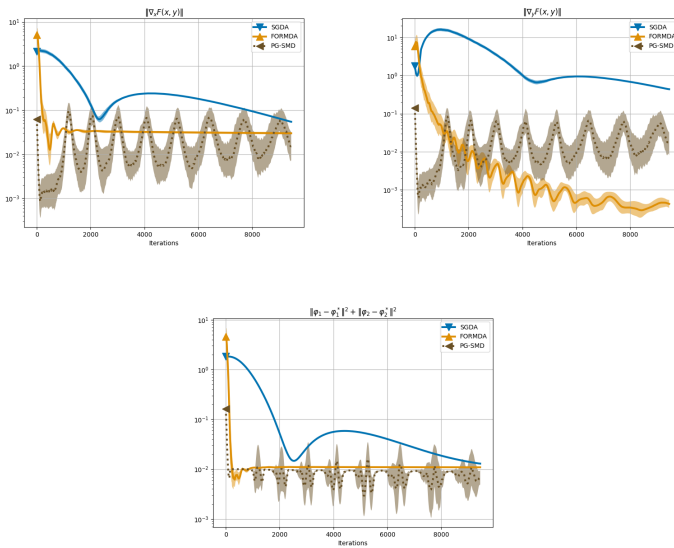 ‖∇ₓF(x, y)‖
10¹
10⁰
10⁻¹
10⁻²
10⁻³
0 2000 4000 6000 8000
Iterations
SGDA
FORMDA
PG-SMD
‖∇ᵧF(x, y)‖
10¹
10⁰
10⁻¹
10⁻²
10⁻³
0 2000 4000 6000 8000
Iterations
SGDA
FORMDA
PG-SMD
‖φ₁ − φ₁*‖² + ‖φ₂ − φ₂*‖²
10¹
10⁰
10⁻¹
10⁻²
10⁻³
0 2000 4000 6000 8000
Iterations
SGDA
FORMDA
PG-SMD